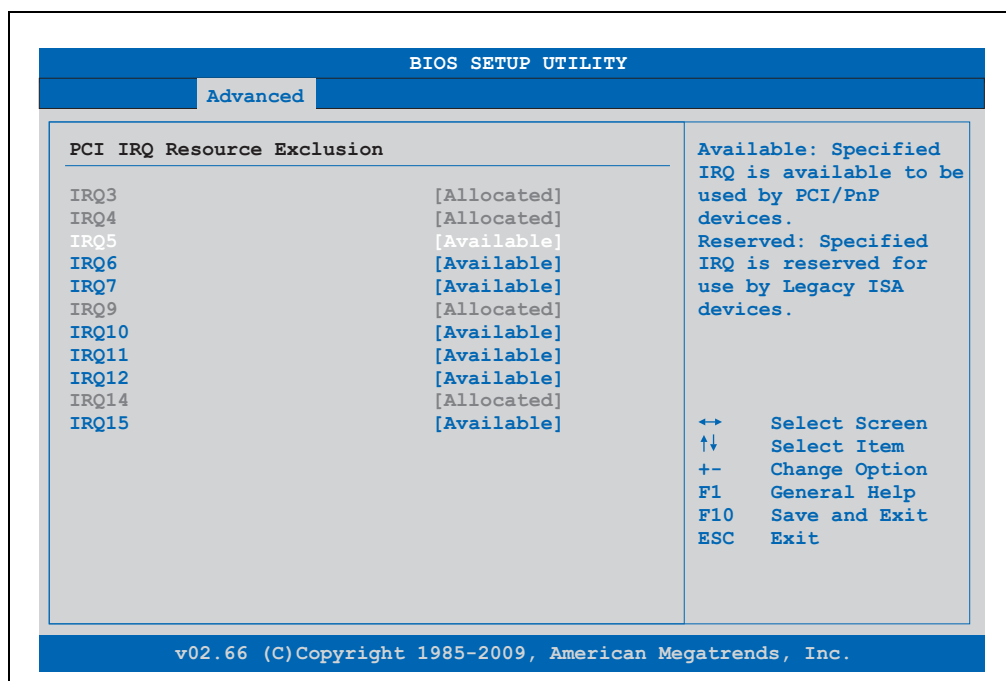 BIOS SETUP UTILITY
Advanced
PCI IRQ Resource Exclusion
IRQ3 [Allocated]
IRQ4 [Allocated]
IRQ5 [Available]
IRQ6 [Available]
IRQ7 [Available]
IRQ9 [Allocated]
IRQ10 [Available]
IRQ11 [Available]
IRQ12 [Available]
IRQ14 [Allocated]
IRQ15 [Available]
Available: Specified
IRQ is available to be
used by PCI/PnP
devices.
Reserved: Specified
IRQ is reserved for
use by Legacy ISA
devices.
↔ Select Screen
↑↓ Select Item
+- Change Option
F1 General Help
F10 Save and Exit
ESC Exit
v02.66 (C)Copyright 1985-2009, American Megatrends, Inc.